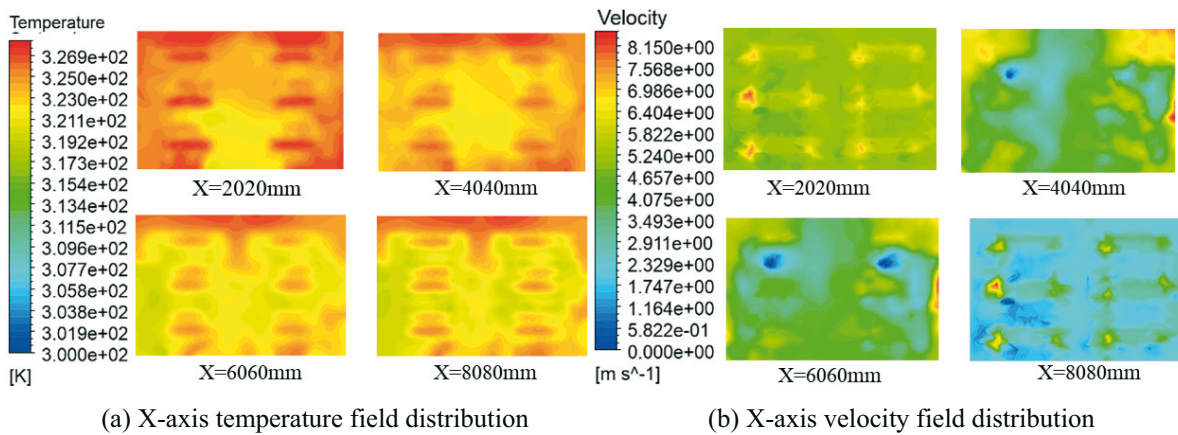 Temperature
3.269e+02
3.250e+02
3.230e+02
3.211e+02
3.192e+02
3.173e+02
3.154e+02
3.134e+02
3.115e+02
3.096e+02
3.077e+02
3.058e+02
3.019e+02
3.000e+02
[K]
X=2020mm
X=4040mm
X=6060mm
X=8080mm
(a) X-axis temperature field distribution
Velocity
8.150e+00
7.568e+00
6.986e+00
6.404e+00
5.822e+00
5.240e+00
4.657e+00
4.075e+00
3.493e+00
2.911e+00
2.329e+00
1.747e+00
1.164e+00
5.822e-01
0.000e+00
[m s^-1]
X=2020mm
X=4040mm
X=6060mm
X=8080mm
(b) X-axis velocity field distribution